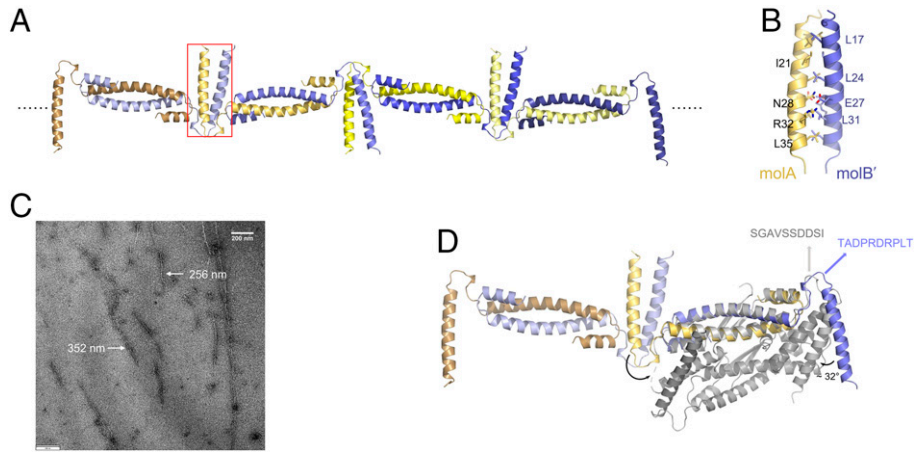 A
B
L17
I21
L24
N28
E27
R32
L31
L35
molA
molB'
C
200 nm
256 nm
352 nm
D
SGAVSSDDSI
TADPRDRPLT
~ 32°